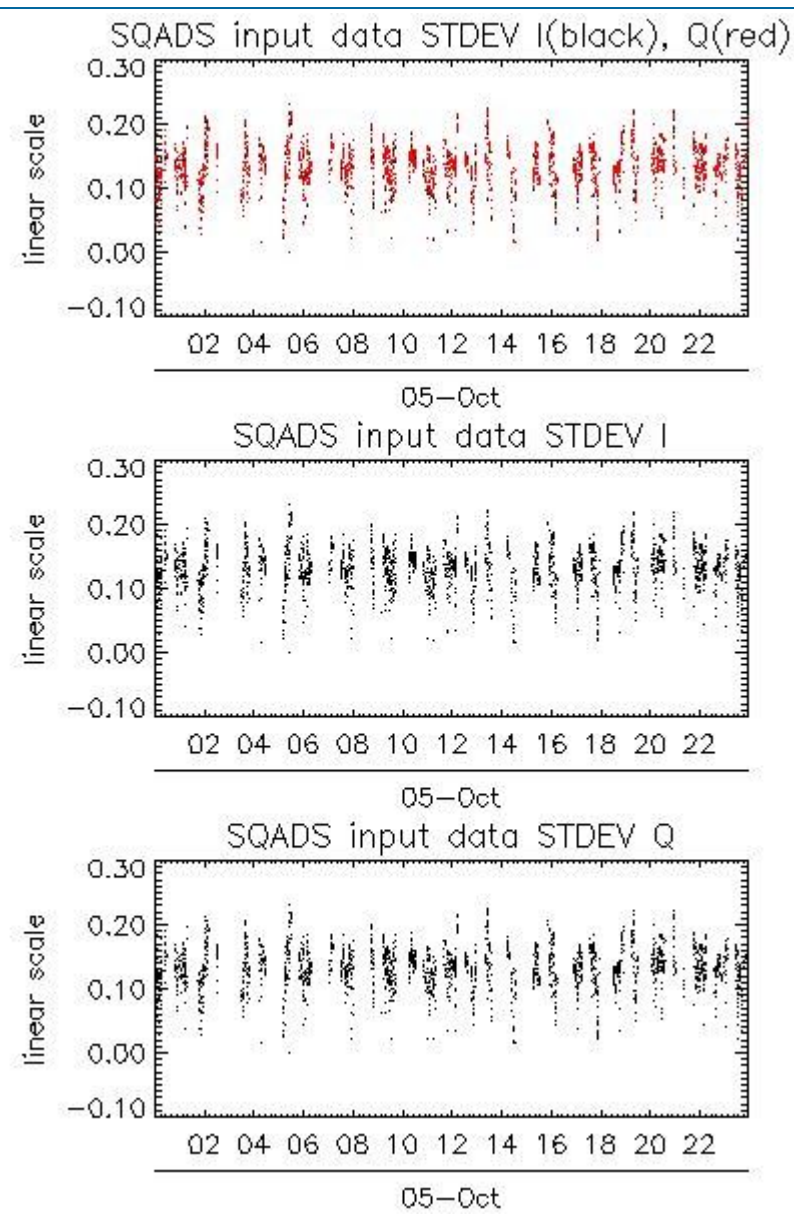 SQADS input data STDEV I(black), Q(red)
0.30
0.20
0.10
0.00
−0.10
linear scale
02 04 06 08 10 12 14 16 18 20 22
05−Oct
SQADS input data STDEV I
0.30
0.20
0.10
0.00
−0.10
linear scale
02 04 06 08 10 12 14 16 18 20 22
05−Oct
SQADS input data STDEV Q
0.30
0.20
0.10
0.00
−0.10
linear scale
02 04 06 08 10 12 14 16 18 20 22
05−Oct